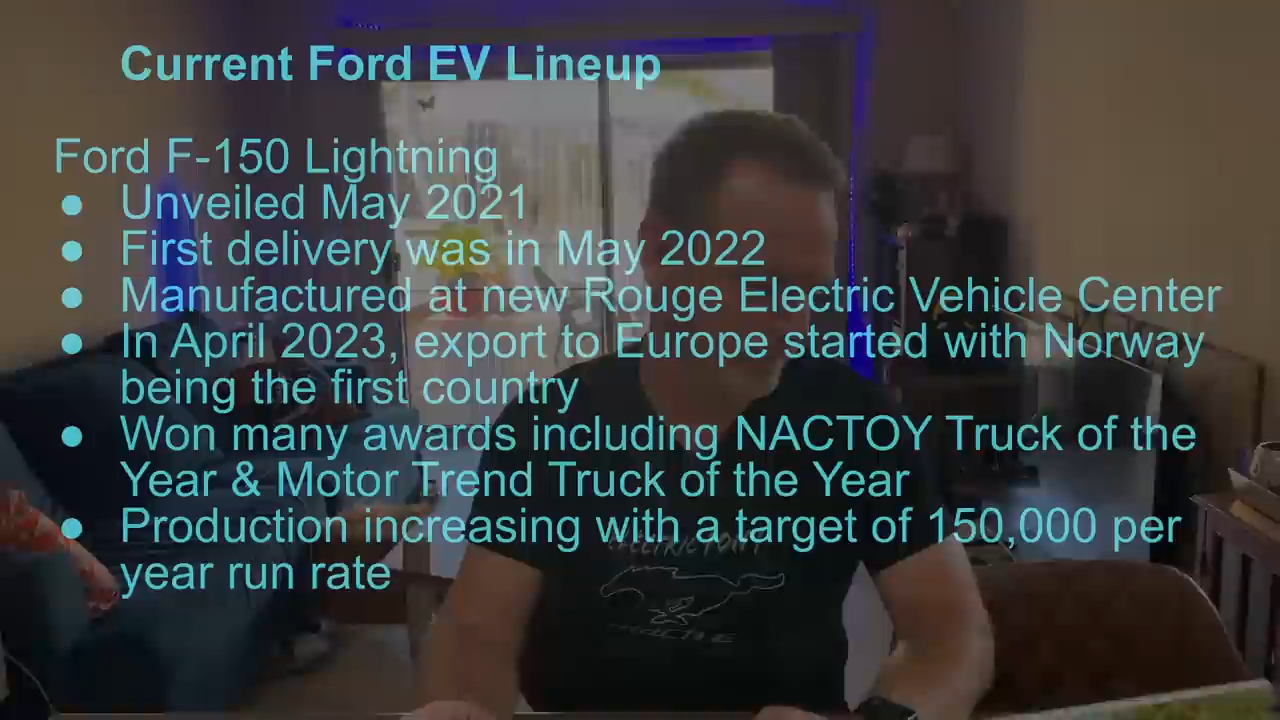 Current Ford EV Lineup
Ford F-150 Lightning
● Unveiled May 2021
● First delivery was in May 2022
● Manufactured at new Rouge Electric Vehicle Center
● In April 2023, export to Europe started with Norway
being the first country
● Won many awards including NACTOY Truck of the
Year & Motor Trend Truck of the Year
● Production increasing with a target of 150,000 per
year run rate